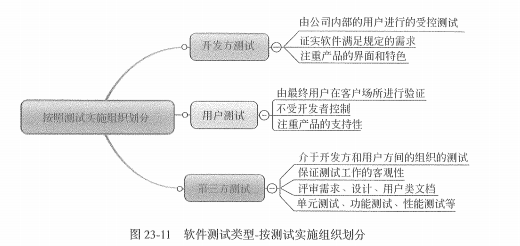 按照测试实施组织划分
开发方测试
由公司内部的用户进行的受控测试
证实软件满足规定的需求
注重产品的界面和特色
用户测试
由最终用户在客户场所进行验证
不受开发者控制
注重产品的支持性
第三方测试
介于开发方和用户方间的组织的测试
保证测试工作的客观性
评审需求、设计、用户类文档
单元测试、功能测试、性能测试等
图 23-11 软件测试类型-按测试实施组织划分